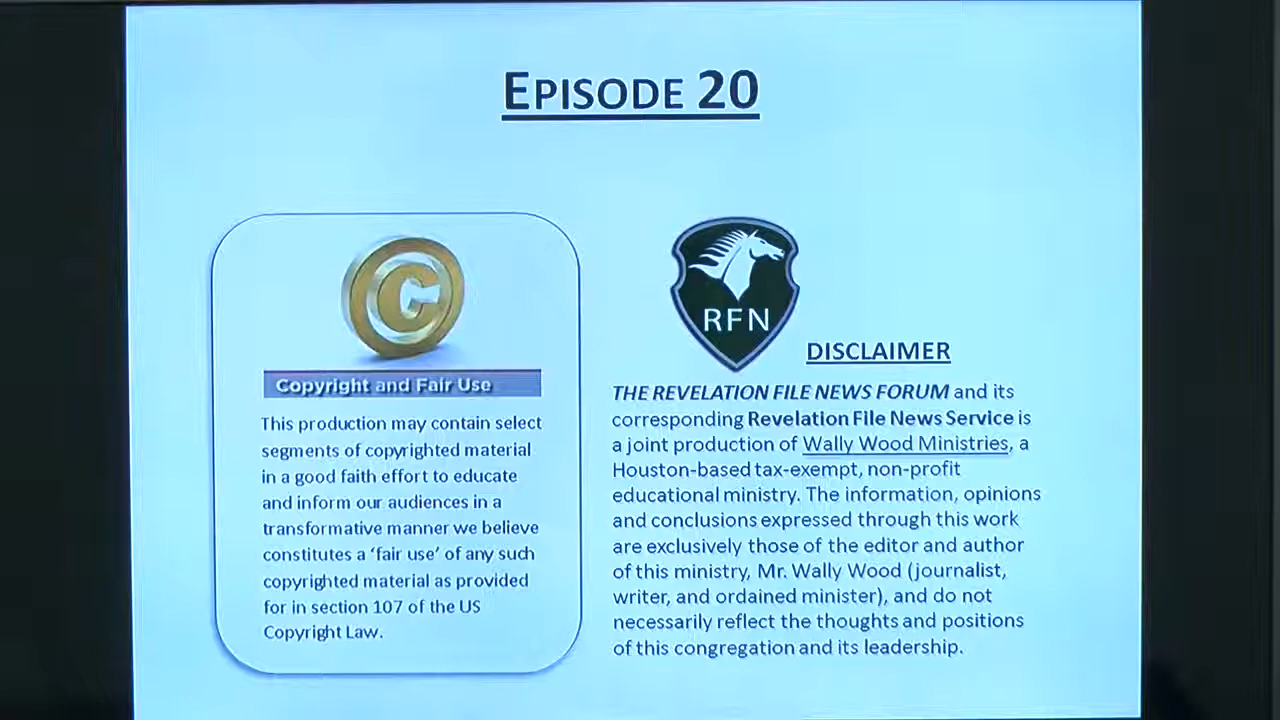 EPISODE 20
Copyright and Fair Use
This production may contain select
segments of copyrighted material
in a good faith effort to educate
and inform our audiences in a
transformative manner we believe
constitutes a ‘fair use’ of any such
copyrighted material as provided
for in section 107 of the US
Copyright Law.
RFN
DISCLAIMER
THE REVELATION FILE NEWS FORUM and its
corresponding Revelation File News Service is
a joint production of Wally Wood Ministries, a
Houston-based tax-exempt, non-profit
educational ministry. The information, opinions
and conclusions expressed through this work
are exclusively those of the editor and author
of this ministry, Mr. Wally Wood (journalist,
writer, and ordained minister), and do not
necessarily reflect the thoughts and positions
of this congregation and its leadership.